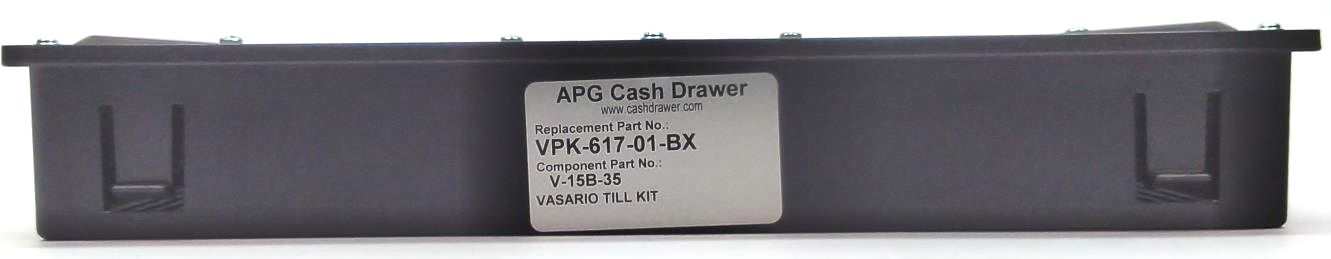 APG Cash Drawer
www.cashdrawer.com
Replacement Part No.:
VPK-617-01-BX
Component Part No.:
V-15B-35
VASARIO TILL KIT